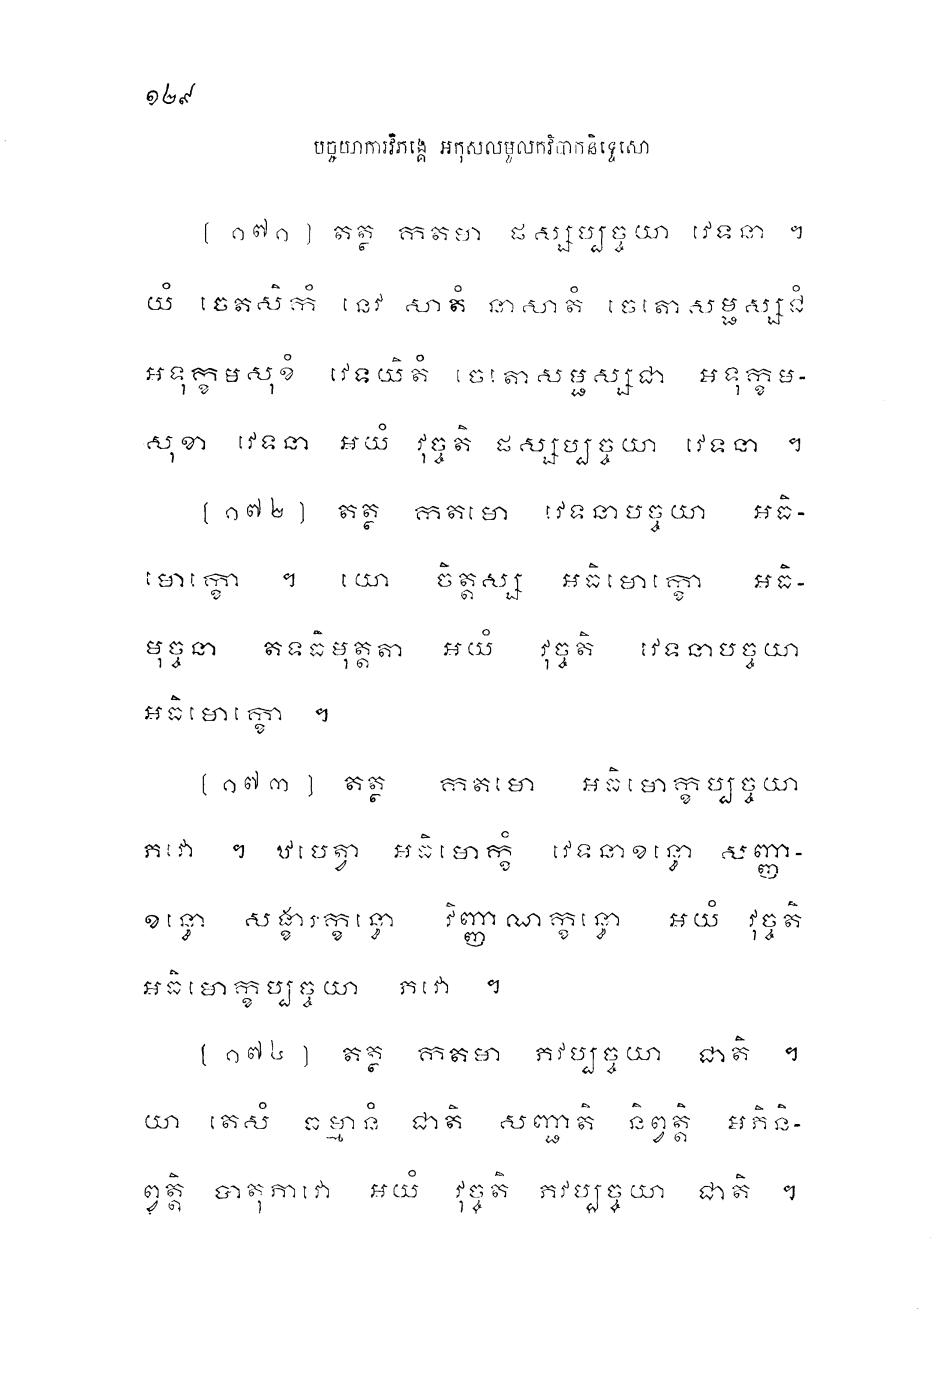 ១២៩
បច្ចយាការវិភង្គេ អកុសលមូលកវិបាកនិទ្ទេសោ
(១៧១) តត្ថ កតមា ផស្សប្បច្ចយា វេទនា ។
យំ ចេតសិកំ នេវ សាតំ នាសាតំ ចេតោសម្ផស្សជំ
អទុក្ខមសុខំ វេទយិតំ ចេតោសម្ផស្សជា អទុក្ខម-
សុខា វេទនា អយំ វុច្ចតិ ផស្សប្បច្ចយា វេទនា ។
(១៧២) តត្ថ កតមោ វេទនាបច្ចយា អធិ-
មោក្ខោ ។ យោ ចិត្តស្ស អធិមោក្ខោ អធិ-
មុច្ចនា តទធិមុត្តតា អយំ វុច្ចតិ វេទនាបច្ចយា
អធិមោក្ខោ ។
(១៧៣) តត្ថ កតមោ អធិមោក្ខប្បច្ចយា
ភវោ ។ ឋបេត្វា អធិមោក្ខំ វេទនាខន្ធោ សញ្ញា-
ខន្ធោ សង្ខារក្ខន្ធោ វិញ្ញាណក្ខន្ធោ អយំ វុច្ចតិ
អធិមោក្ខប្បច្ចយា ភវោ ។
(១៧៤) តត្ថ កតមា ភវប្បច្ចយា ជាតិ ។
យា តេសំ ធម្មានំ ជាតិ សញ្ជាតិ និព្វត្តិ អភិនិ-
ព្វត្តិ បាតុភាវោ អយំ វុច្ចតិ ភវប្បច្ចយា ជាតិ ។